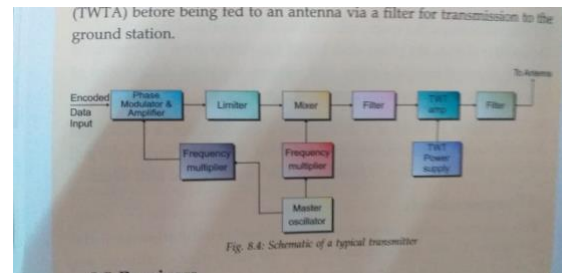 (TWTA) before being fed to an antenna via a filter for transmission to the
ground station.
To Antenna
Encoded
Data
Input
Phase
Modulator &
Amplifier
Limiter
Mixer
Filter
TWT
amp
Filter
Frequency
multiplier
Frequency
multiplier
TWT
Power
supply
Master
oscillator
Fig. 8.4: Schematic of a typical transmitter